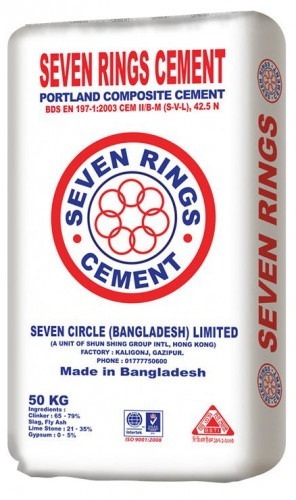 SEVEN RINGS CEMENT
PORTLAND COMPOSITE CEMENT
BDS EN 197-1:2003 CEM II/B-M (S-V-L), 42.5 N
SEVEN RINGS
CEMENT
SEVEN CIRCLE (BANGLADESH) LIMITED
(A UNIT OF SHUN SHING GROUP INTL, HONG KONG)
FACTORY : KALIGONJ, GAZIPUR.
PHONE : 01777750600
Made in Bangladesh
50 KG
Ingredients :
Clinker : 65 - 79%
Slag, Fly Ash
Lime Stone : 21 - 35%
Gypsum : 0 - 5%
Intertek
ISO 9001:2008
SEVEN RINGS